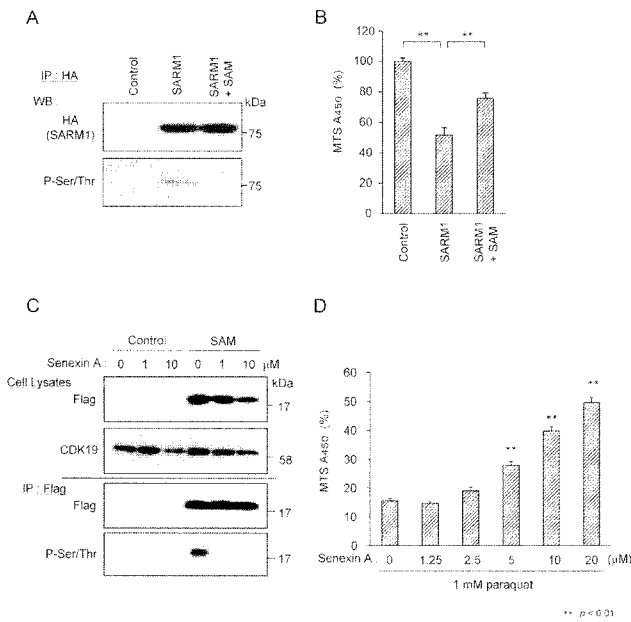 A
IP : HA
Control
SARM1
SARM1 + SAM
WB :
kDa
HA (SARM1)
75
P-Ser/Thr
75
B
MTS A450 (%)
120
100
80
60
40
20
0
**
**
Control
SARM1
SARM1 + SAM
C
Control
SAM
Senexin A : 0 1 10 0 1 10 μM
Cell Lysates
kDa
Flag
17
CDK19
58
IP : Flag
Flag
17
P-Ser/Thr
17
D
MTS A450 (%)
60
50
40
30
20
10
0
**
**
**
Senexin A : 0 1.25 2.5 5 10 20 (μM)
1 mM paraquat
** p < 0.01